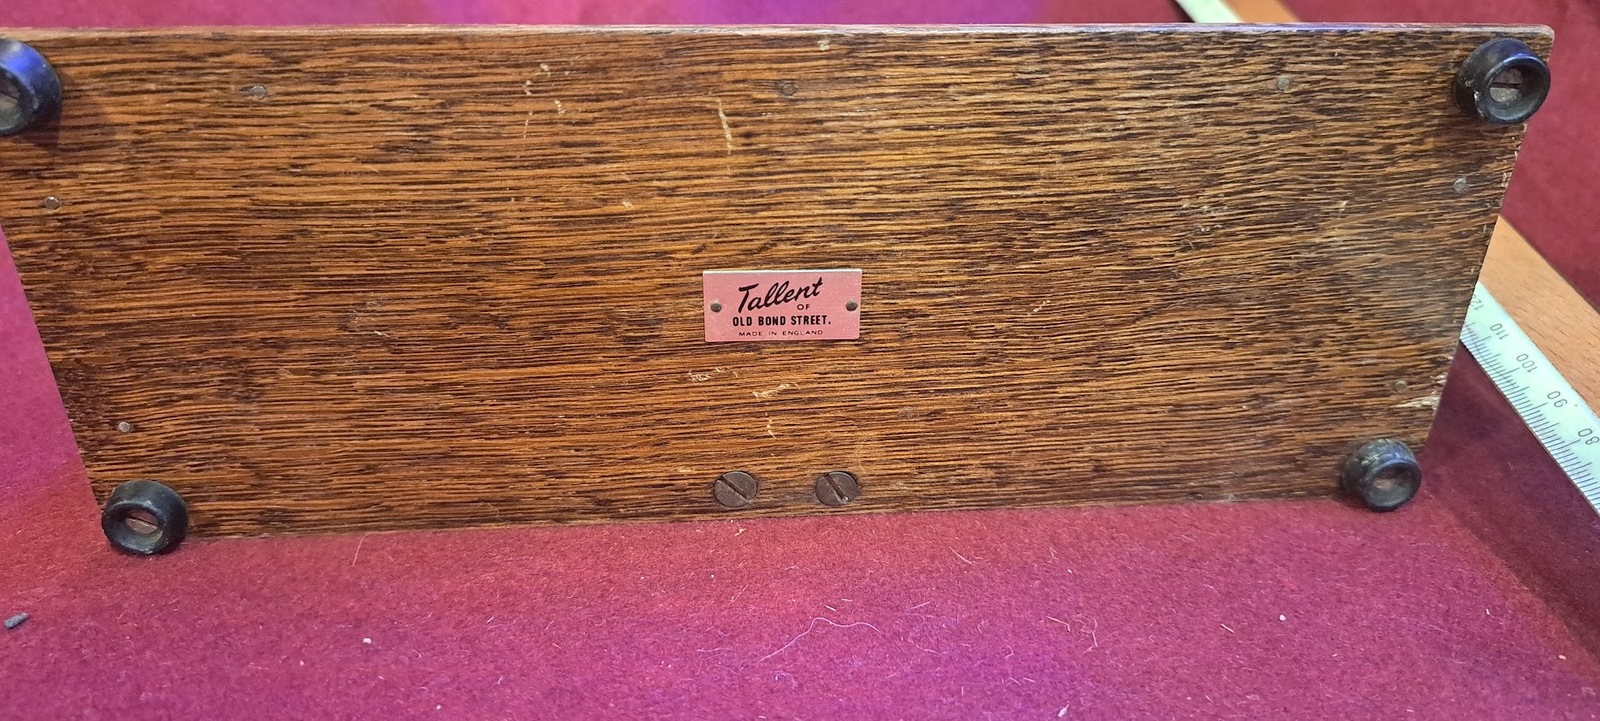 Tallent
OF
OLD BOND STREET.
MADE IN ENGLAND
110
100
90
80